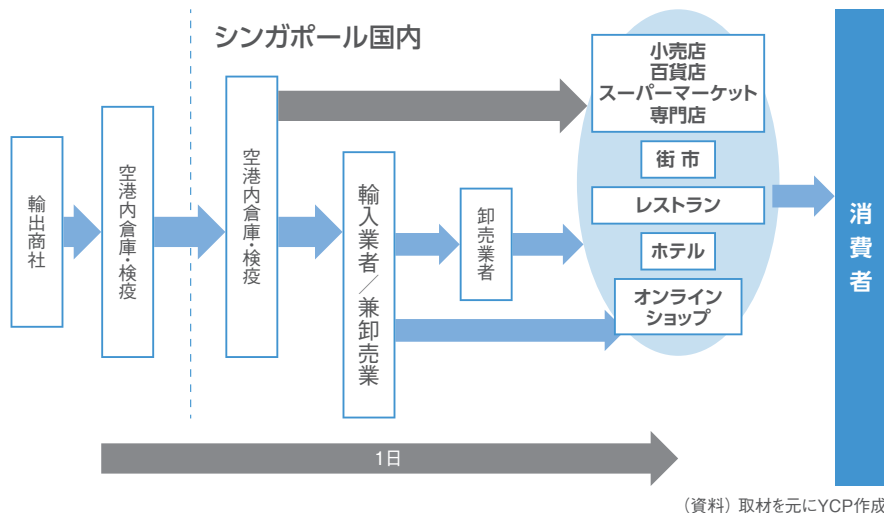 シンガポール国内
輸出商社
空港内倉庫・検疫
空港内倉庫・検疫
輸入業者／兼卸売業
卸売業者
小売店
百貨店
スーパーマーケット
専門店
街市
レストラン
ホテル
オンライン
ショップ
消費者
1日
（資料）取材を元にYCP作成